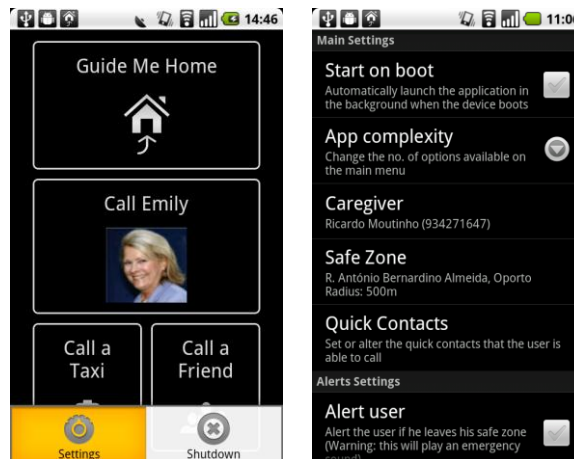 14:46
Guide Me Home
Call Emily
Call a
Taxi
Call a
Friend
Settings
Shutdown
11:06
Main Settings
Start on boot
Automatically launch the application in
the background when the device boots
App complexity
Change the no. of options available on
the main menu
Caregiver
Ricardo Moutinho (934271647)
Safe Zone
R. António Bernardino Almeida, Oporto
Radius: 500m
Quick Contacts
Set or alter the quick contacts that the user is
able to call
Alerts Settings
Alert user
Alert the user if he leaves his safe zone
(Warning: this will play an emergency
sound)